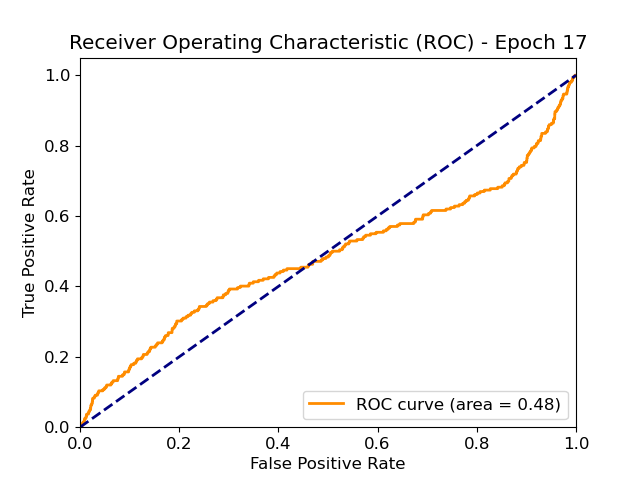 Receiver Operating Characteristic (ROC) - Epoch 17
True Positive Rate
1.0
0.8
0.6
0.4
0.2
0.0
ROC curve (area = 0.48)
0.0 0.2 0.4 0.6 0.8 1.0
False Positive Rate